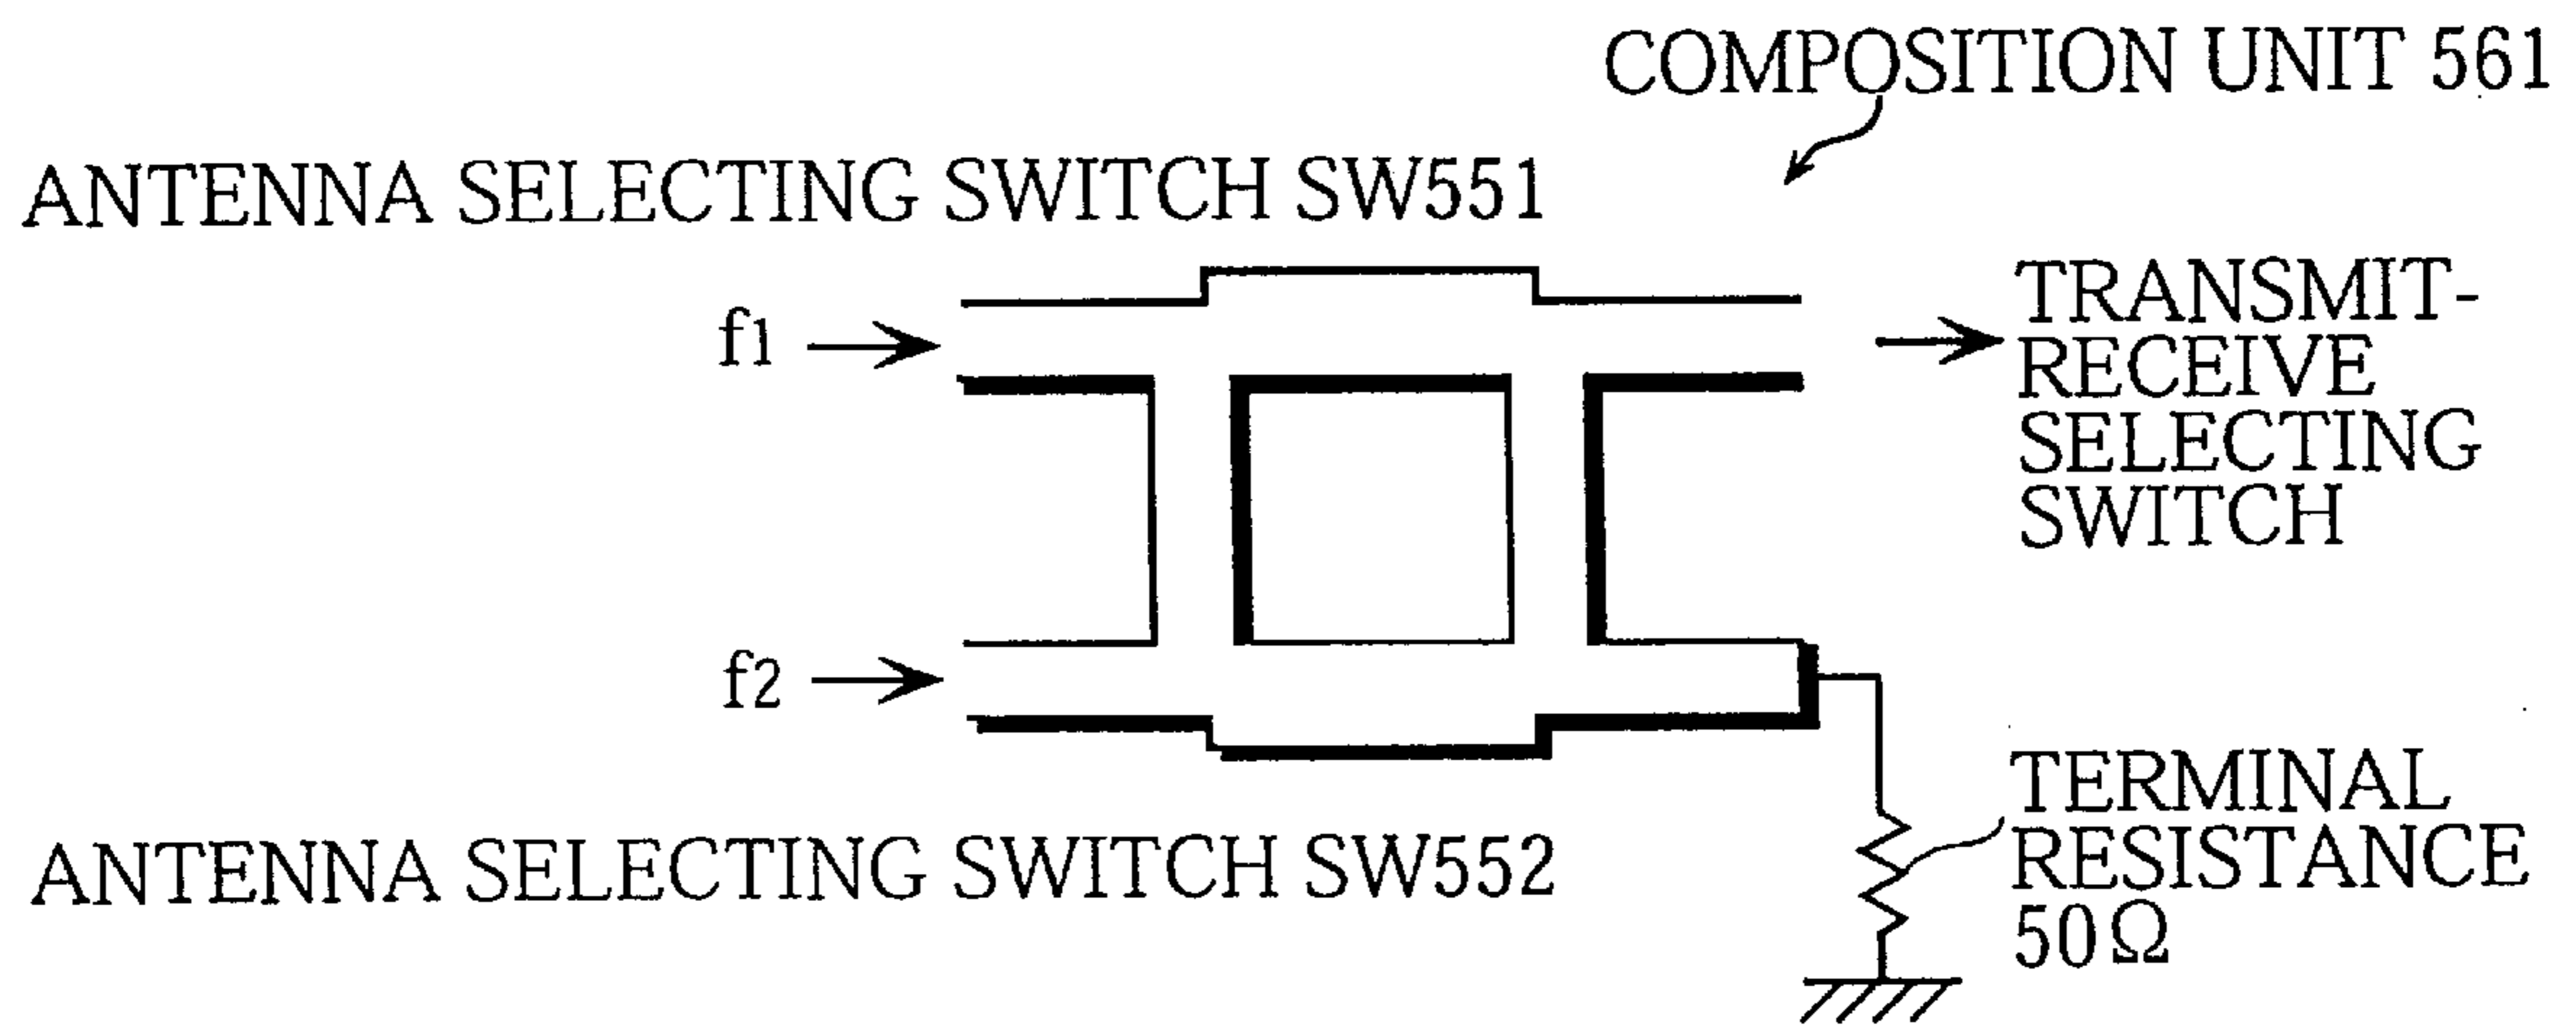 COMPOSITION UNIT 561
ANTENNA SELECTING SWITCH SW551
f1
TRANSMIT-
RECEIVE
SELECTING
SWITCH
f2
TERMINAL
RESISTANCE
50Ω
ANTENNA SELECTING SWITCH SW552